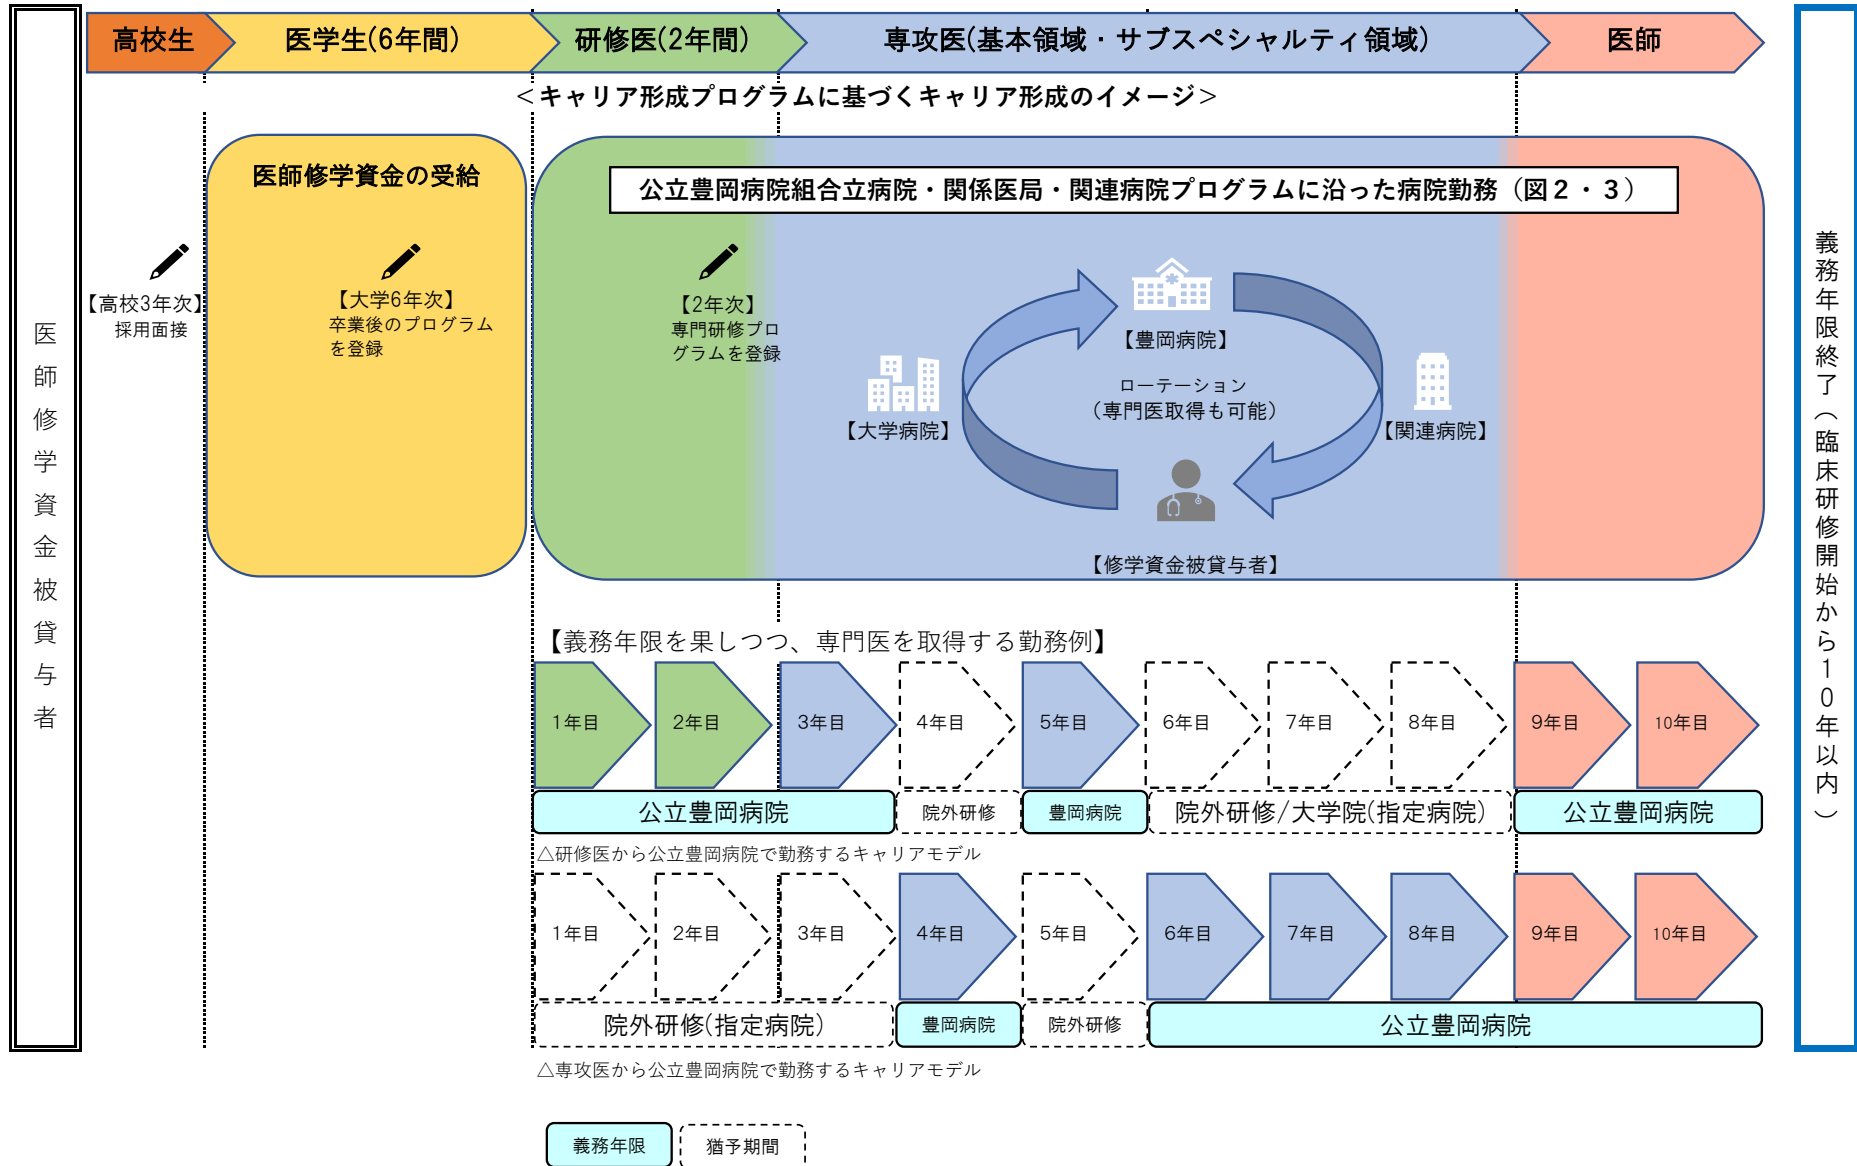 医師修学資金被貸与者
高校生
医学生(6年間)
研修医(2年間)
専攻医(基本領域・サブスペシャルティ領域)
医師
＜キャリア形成プログラムに基づくキャリア形成のイメージ＞
医師修学資金の受給
公立豊岡病院組合立病院・関係医局・関連病院プログラムに沿った病院勤務（図２・３）
【高校3年次】
採用面接
【大学6年次】
卒業後のプログラム
を登録
【2年次】
専門研修プロ
グラムを登録
【豊岡病院】
ローテーション
（専門医取得も可能）
【大学病院】
【関連病院】
【修学資金被貸与者】
【義務年限を果しつつ、専門医を取得する勤務例】
1年目
2年目
3年目
4年目
5年目
6年目
7年目
8年目
9年目
10年目
公立豊岡病院
院外研修
豊岡病院
院外研修/大学院(指定病院)
公立豊岡病院
△研修医から公立豊岡病院で勤務するキャリアモデル
1年目
2年目
3年目
4年目
5年目
6年目
7年目
8年目
9年目
10年目
院外研修(指定病院)
豊岡病院
院外研修
公立豊岡病院
△専攻医から公立豊岡病院で勤務するキャリアモデル
義務年限
猶予期間
義務年限終了（臨床研修開始から１０年以内）